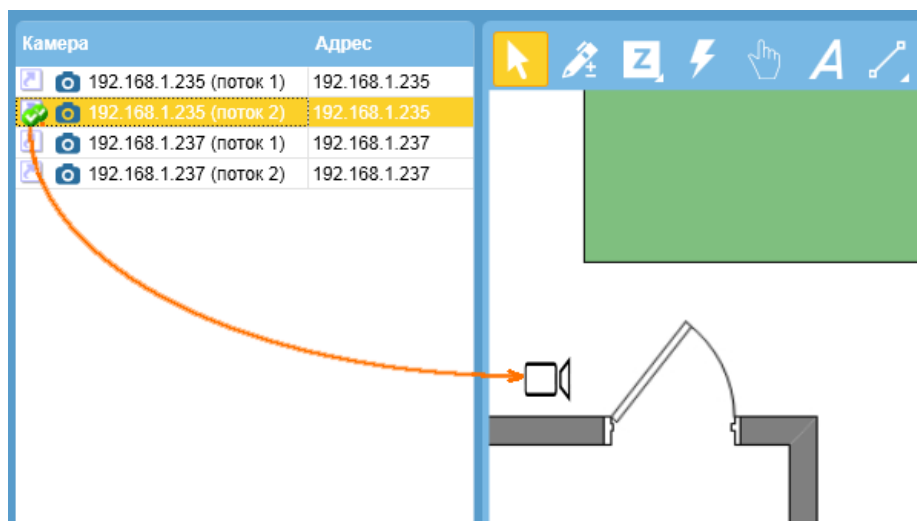 Камера Адрес
192.168.1.235 (поток 1) 192.168.1.235
192.168.1.235 (поток 2) 192.168.1.235
192.168.1.237 (поток 1) 192.168.1.237
192.168.1.237 (поток 2) 192.168.1.237
Z A